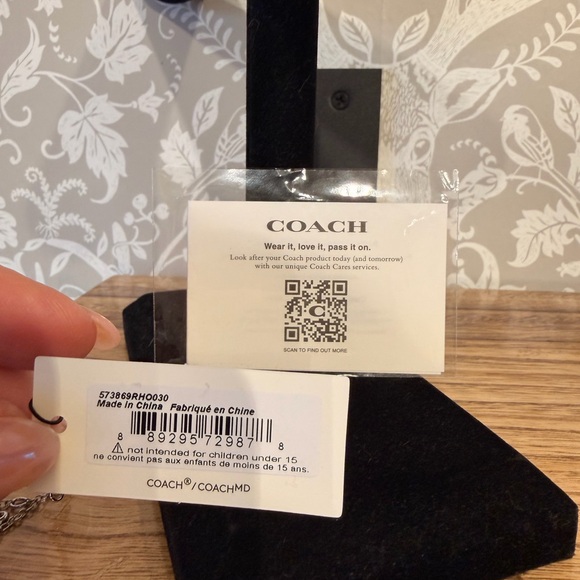 COACH
Wear it, love it, pass it on.
Look after your Coach product today (and tomorrow)
with our unique Coach Cares services.
C
SCAN TO FIND OUT MORE
573869RHO030
Made in China Fabriqué en Chine
8 89295 72987 8
⚠ not intended for children under 15
ne convient pas aux enfants de moins de 15 ans.
COACH®/COACHMD